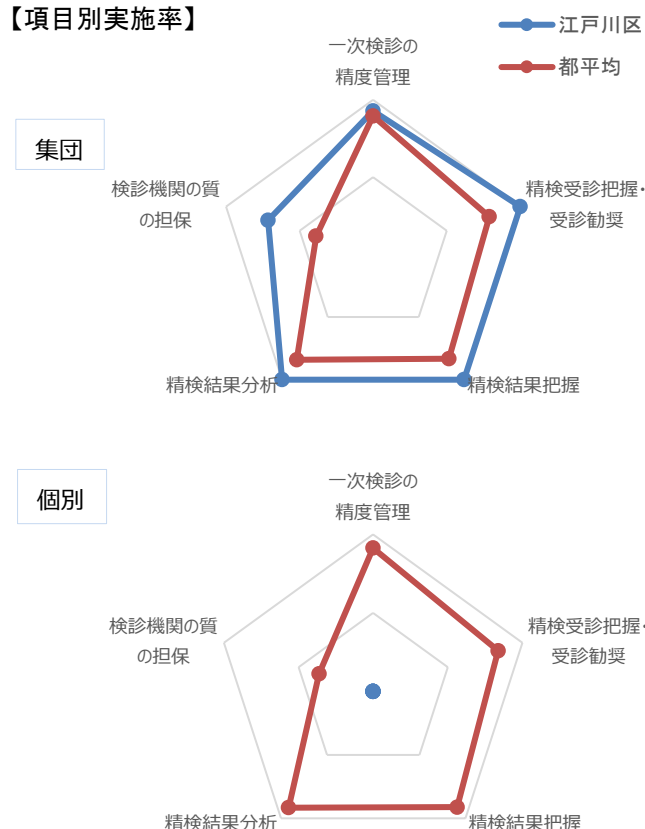 【項目別実施率】
江戸川区
都平均
集団
一次検診の
精度管理
精検受診把握・
受診勧奨
精検結果把握
精検結果分析
検診機関の質
の担保
個別
一次検診の
精度管理
精検受診把握・
受診勧奨
精検結果把握
精検結果分析
検診機関の質
の担保